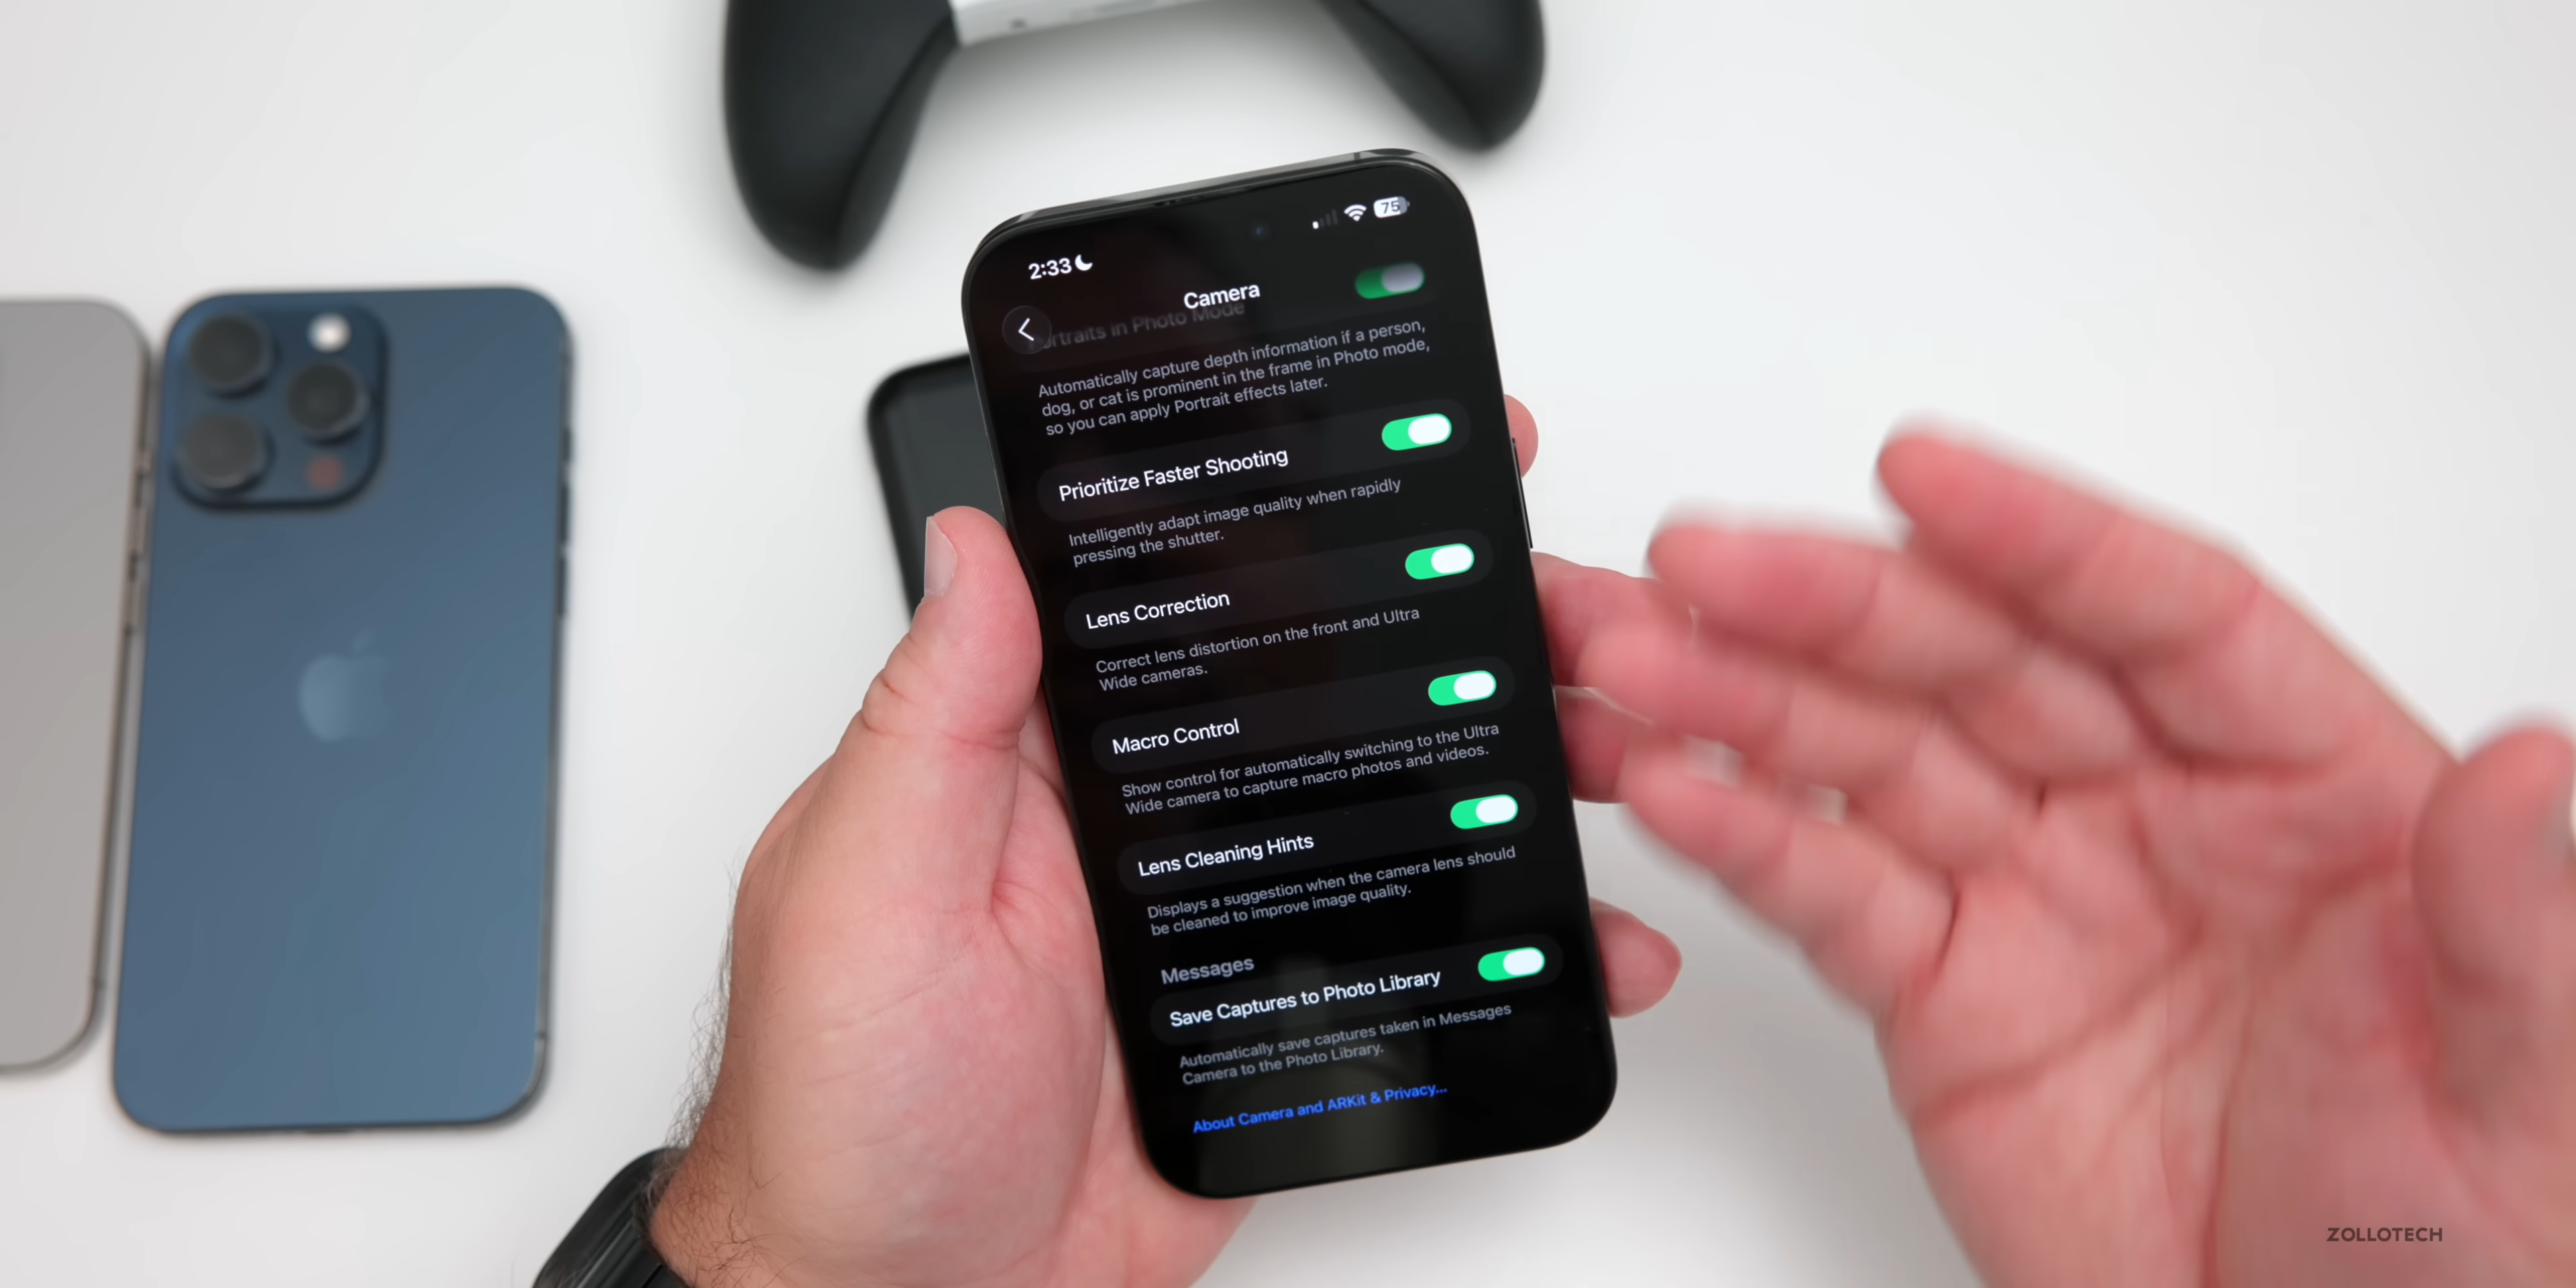 2:33
75
Camera
Portraits in Photo Mode
Automatically capture depth information if a person,
dog, or cat is prominent in the frame in Photo mode,
so you can apply Portrait effects later.
Prioritize Faster Shooting
Intelligently adapt image quality when rapidly
pressing the shutter.
Lens Correction
Correct lens distortion on the front and Ultra
Wide cameras.
Macro Control
Show control for automatically switching to the Ultra
Wide camera to capture macro photos and videos.
Lens Cleaning Hints
Displays a suggestion when the camera lens should
be cleaned to improve image quality.
Messages
Save Captures to Photo Library
Automatically save captures taken in Messages
Camera to the Photo Library.
About Camera and ARKit & Privacy...
ZOLLOTECH